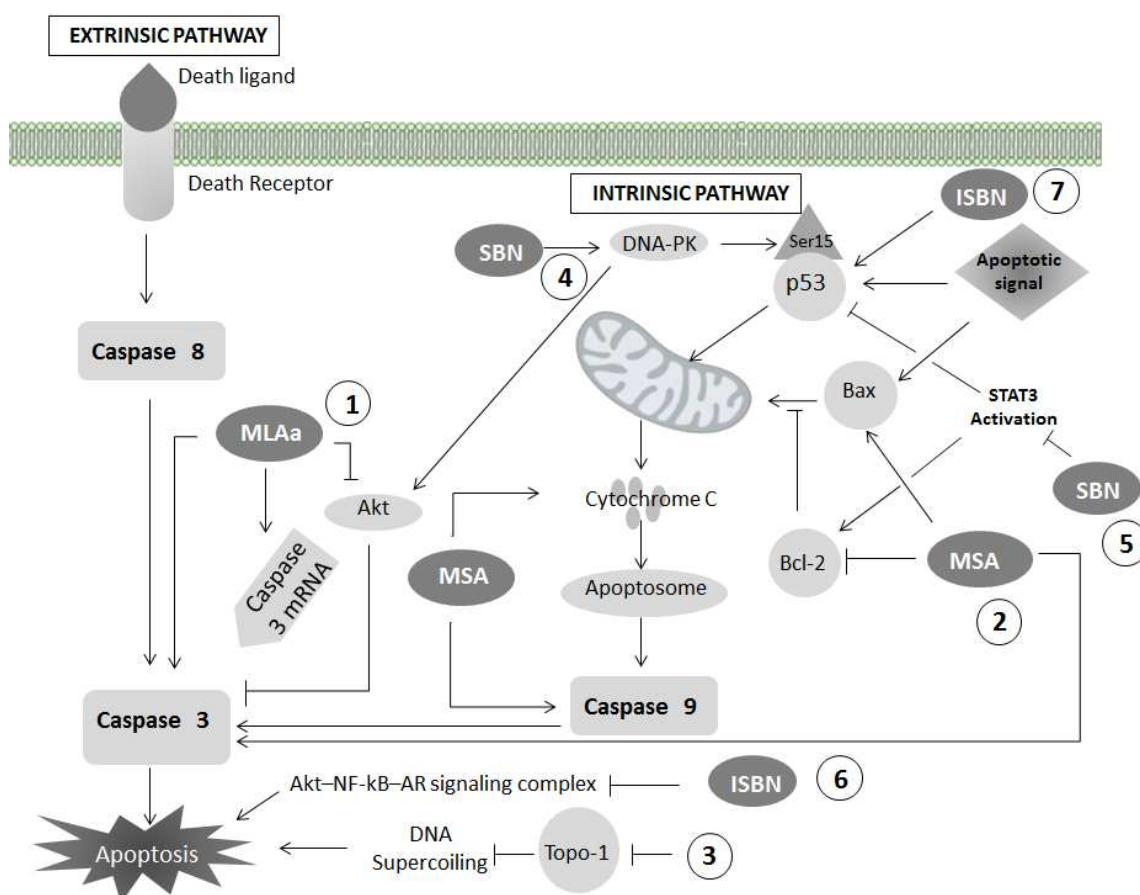 EXTRINSIC PATHWAY
Death ligand
Death Receptor
INTRINSIC PATHWAY
ISBN
7
SBN
4
DNA-PK
Ser15
p53
Apoptotic
signal
Caspase 8
1
MLAa
Bax
STAT3
Activation
SBN
5
Akt
Cytochrome C
Caspase
3 mRNA
MSA
Apoptosome
Bcl-2
MSA
2
Caspase 3
Caspase 9
Akt–NF-kB–AR signaling complex
ISBN
6
Apoptosis
DNA
Supercoiling
Topo-1
3